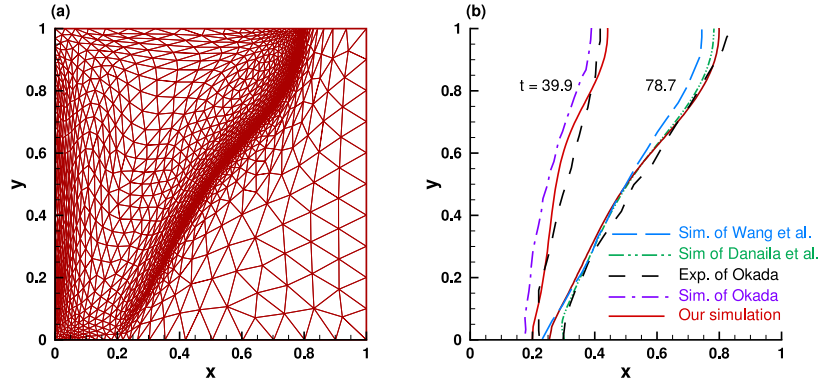 (a)
1
0.8
0.6
y
0.4
0.2
0
0 0.2 0.4 0.6 0.8 1
x
(b)
1
t = 39.9 78.7
0.8
0.6
y
0.4
0.2
0
Sim. of Wang et al.
Sim of Danaila et al.
Exp. of Okada
Sim. of Okada
Our simulation
0 0.2 0.4 0.6 0.8 1
x